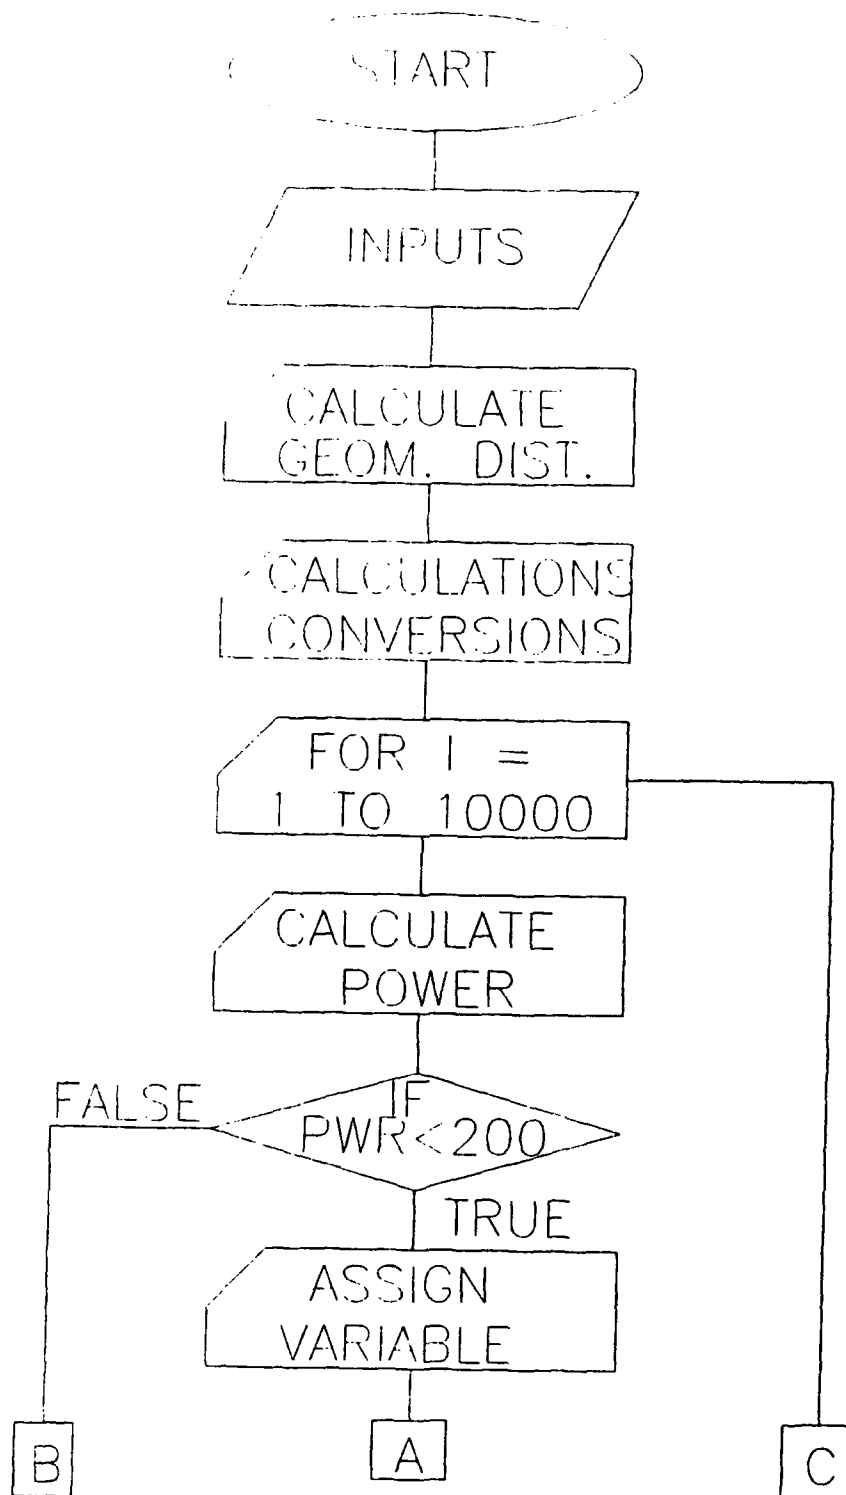 START
INPUTS
CALCULATE
GEOM. DIST.
CALCULATIONS
CONVERSIONS
FOR I =
1 TO 10000
CALCULATE
POWER
FALSE
IF
PWR<200
TRUE
ASSIGN
VARIABLE
B
A
C